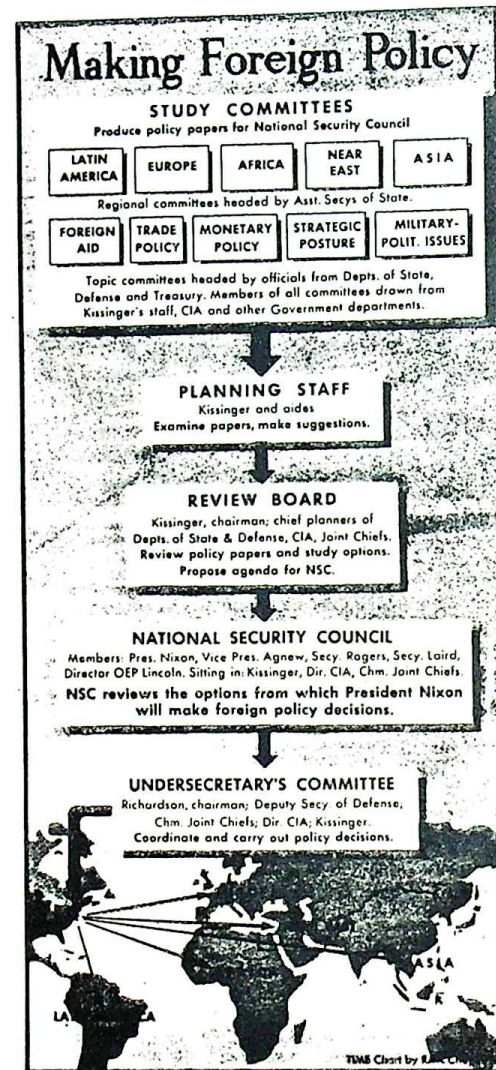 Making Foreign Policy
STUDY COMMITTEES
Produce policy papers for National Security Council
LATIN AMERICA
EUROPE
AFRICA
NEAR EAST
ASIA
Regional committees headed by Asst. Secys of State.
FOREIGN AID
TRADE POLICY
MONETARY POLICY
STRATEGIC POSTURE
MILITARY-POLIT. ISSUES
Topic committees headed by officials from Depts. of State,
Defense and Treasury. Members of all committees drawn from
Kissinger's staff, CIA and other Government departments.
PLANNING STAFF
Kissinger and aides
Examine papers, make suggestions.
REVIEW BOARD
Kissinger, chairman; chief planners of
Depts. of State & Defense, CIA, Joint Chiefs.
Review policy papers and study options.
Propose agenda for NSC.
NATIONAL SECURITY COUNCIL
Members: Pres. Nixon, Vice Pres. Agnew, Secy. Rogers, Secy. Laird,
Director OEP Lincoln. Sitting in: Kissinger, Dir. CIA, Chm. Joint Chiefs.
NSC reviews the options from which President Nixon
will make foreign policy decisions.
UNDERSECRETARY'S COMMITTEE
Richardson, chairman; Deputy Secy. of Defense;
Chm. Joint Chiefs; Dir. CIA; Kissinger.
Coordinate and carry out policy decisions.
ASIA
TIME Chart by